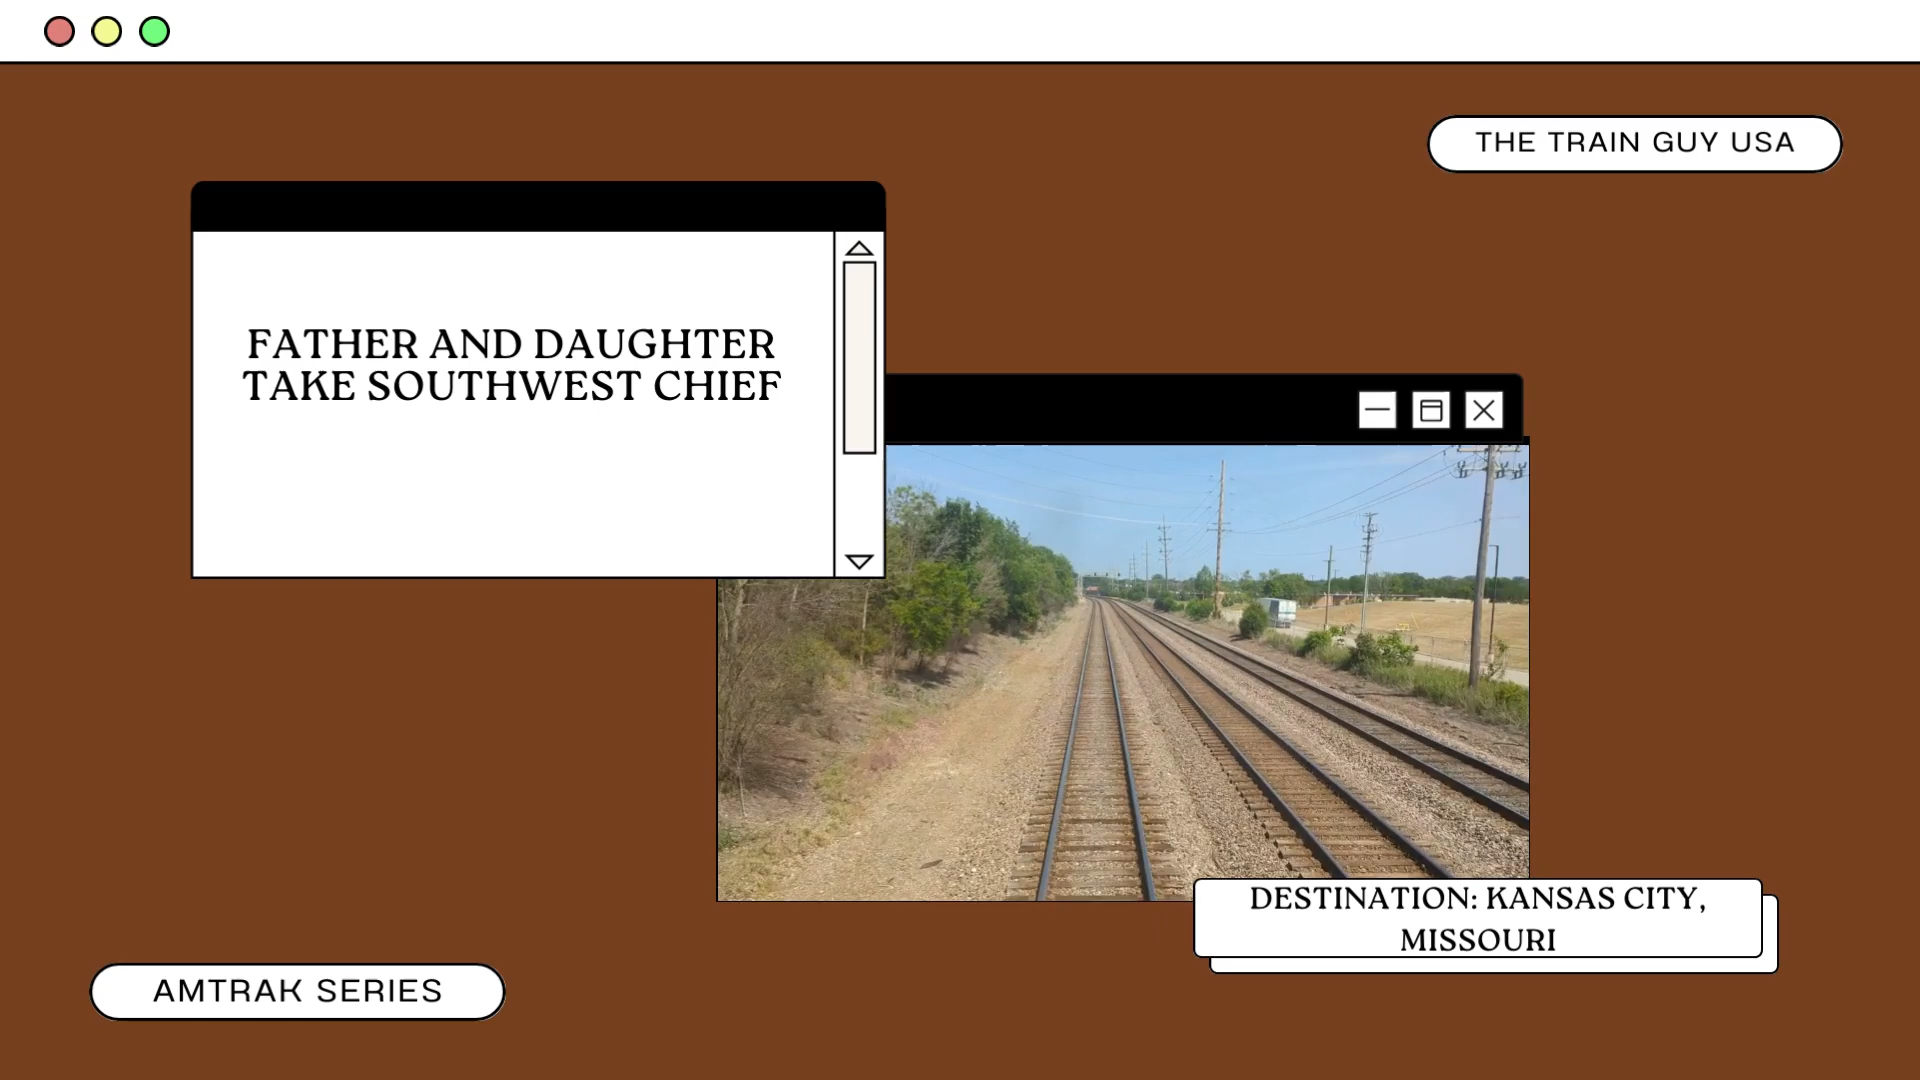 THE TRAIN GUY USA
FATHER AND DAUGHTER
TAKE SOUTHWEST CHIEF
DESTINATION: KANSAS CITY,
MISSOURI
AMTRAK SERIES